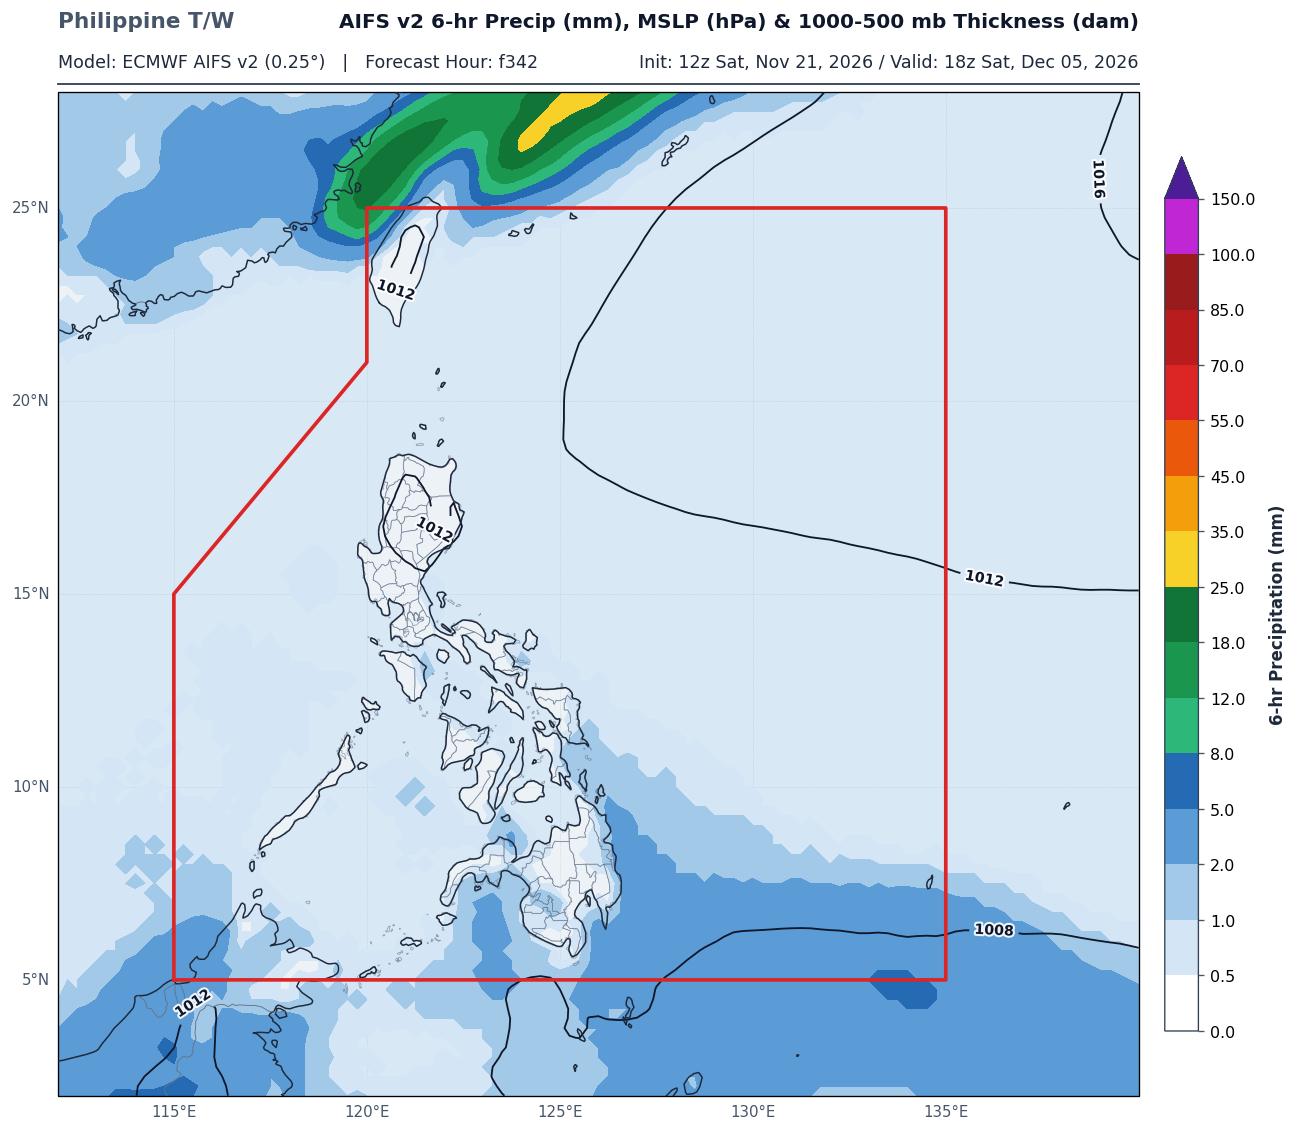 Philippine T/W
AIFS v2 6-hr Precip (mm), MSLP (hPa) & 1000-500 mb Thickness (dam)
Model: ECMWF AIFS v2 (0.25°) | Forecast Hour: f342
Init: 12z Sat, Nov 21, 2026 / Valid: 18z Sat, Dec 05, 2026
25°N
20°N
15°N
10°N
5°N
115°E
120°E
125°E
130°E
135°E
1016
1012
1012
1012
1008
1012
150.0
100.0
85.0
70.0
55.0
45.0
35.0
25.0
18.0
12.0
8.0
5.0
2.0
1.0
0.5
0.0
6-hr Precipitation (mm)